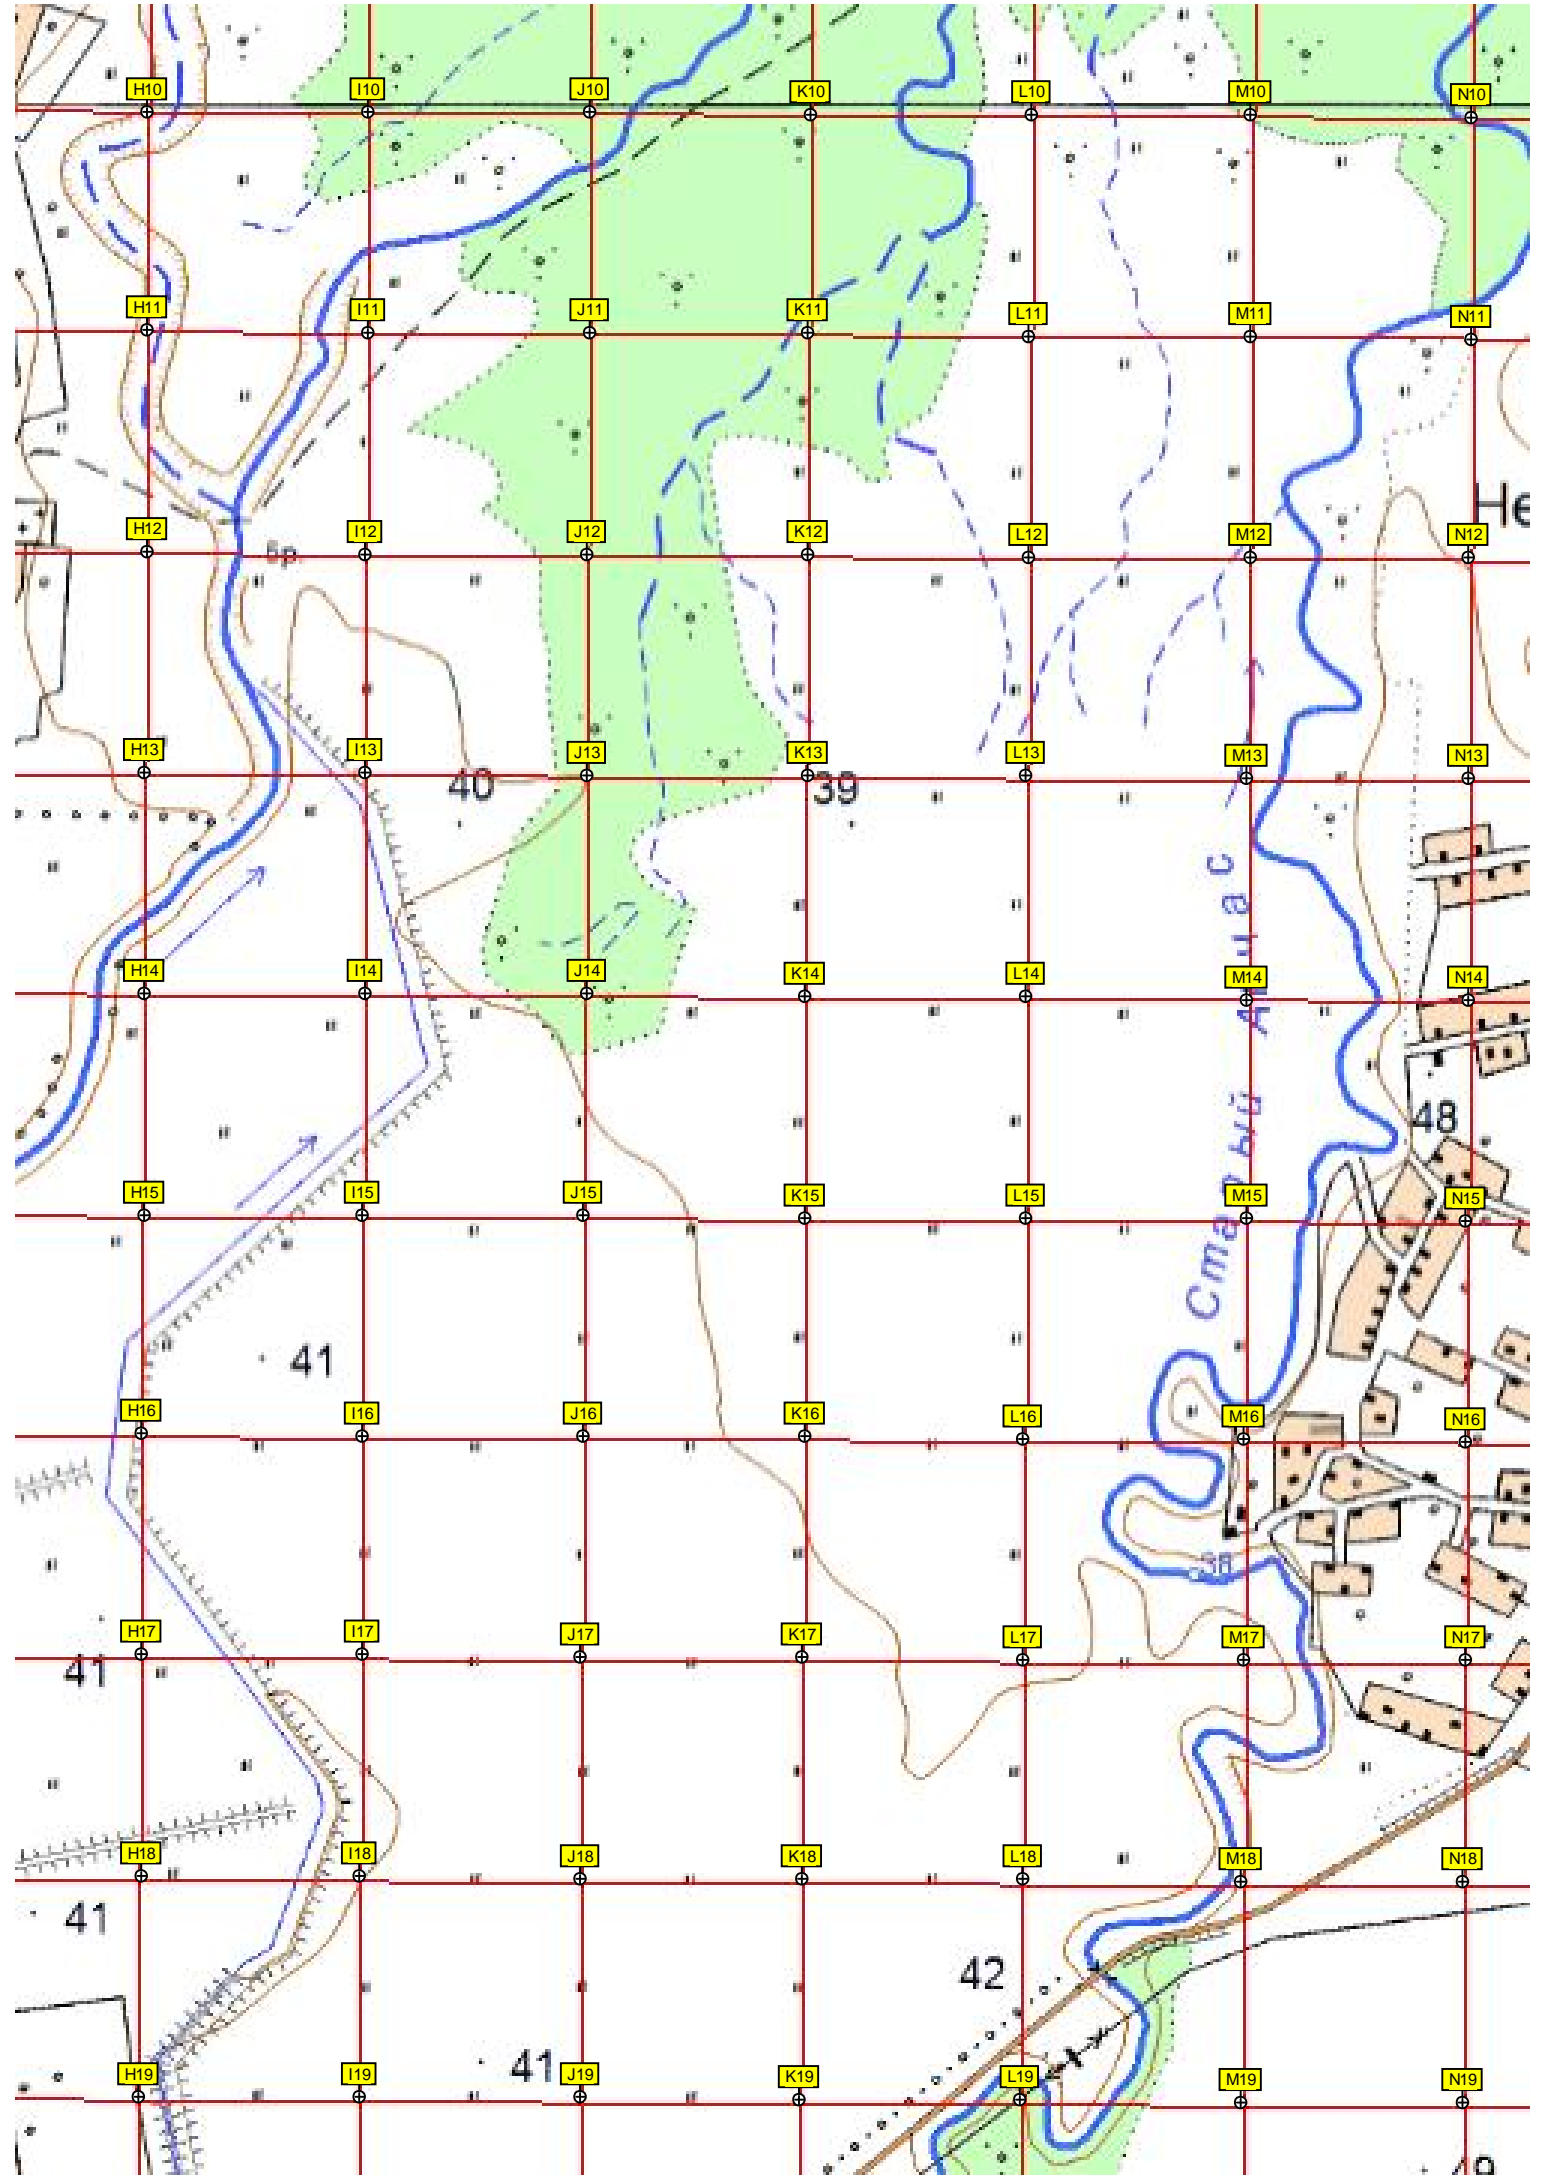 H10 I10 J10 K10 L10 M10 N10
H11 I11 J11 K11 L11 M11 N11
Не
H12 I12 J12 K12 L12 M12 N12
бр.
H13 I13 J13 K13 L13 M13 N13
40 39
H14 I14 J14 K14 L14 M14 N14
48
H15 I15 J15 K15 L15 M15 N15
Старый
41
H16 I16 J16 K16 L16 M16 N16
38
H17 I17 J17 K17 L17 M17 N17
41
H18 I18 J18 K18 L18 M18 N18
41
42
41
H19 I19 J19 K19 L19 M19 N19